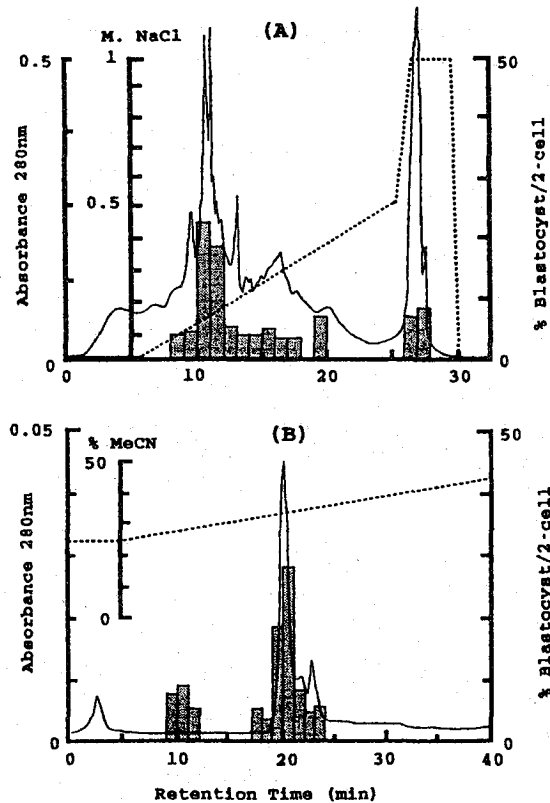 (A)
M. NaCl
0.5
1
50
0.5
Absorbance 280nm
% Blastocyst/2-cell
0
0
0 10 20 30
(B)
0.05
% MeCN
50
50
0
Absorbance 280nm
% Blastocyst/2-cell
0
0
0 10 20 30 40
Retention Time (min)